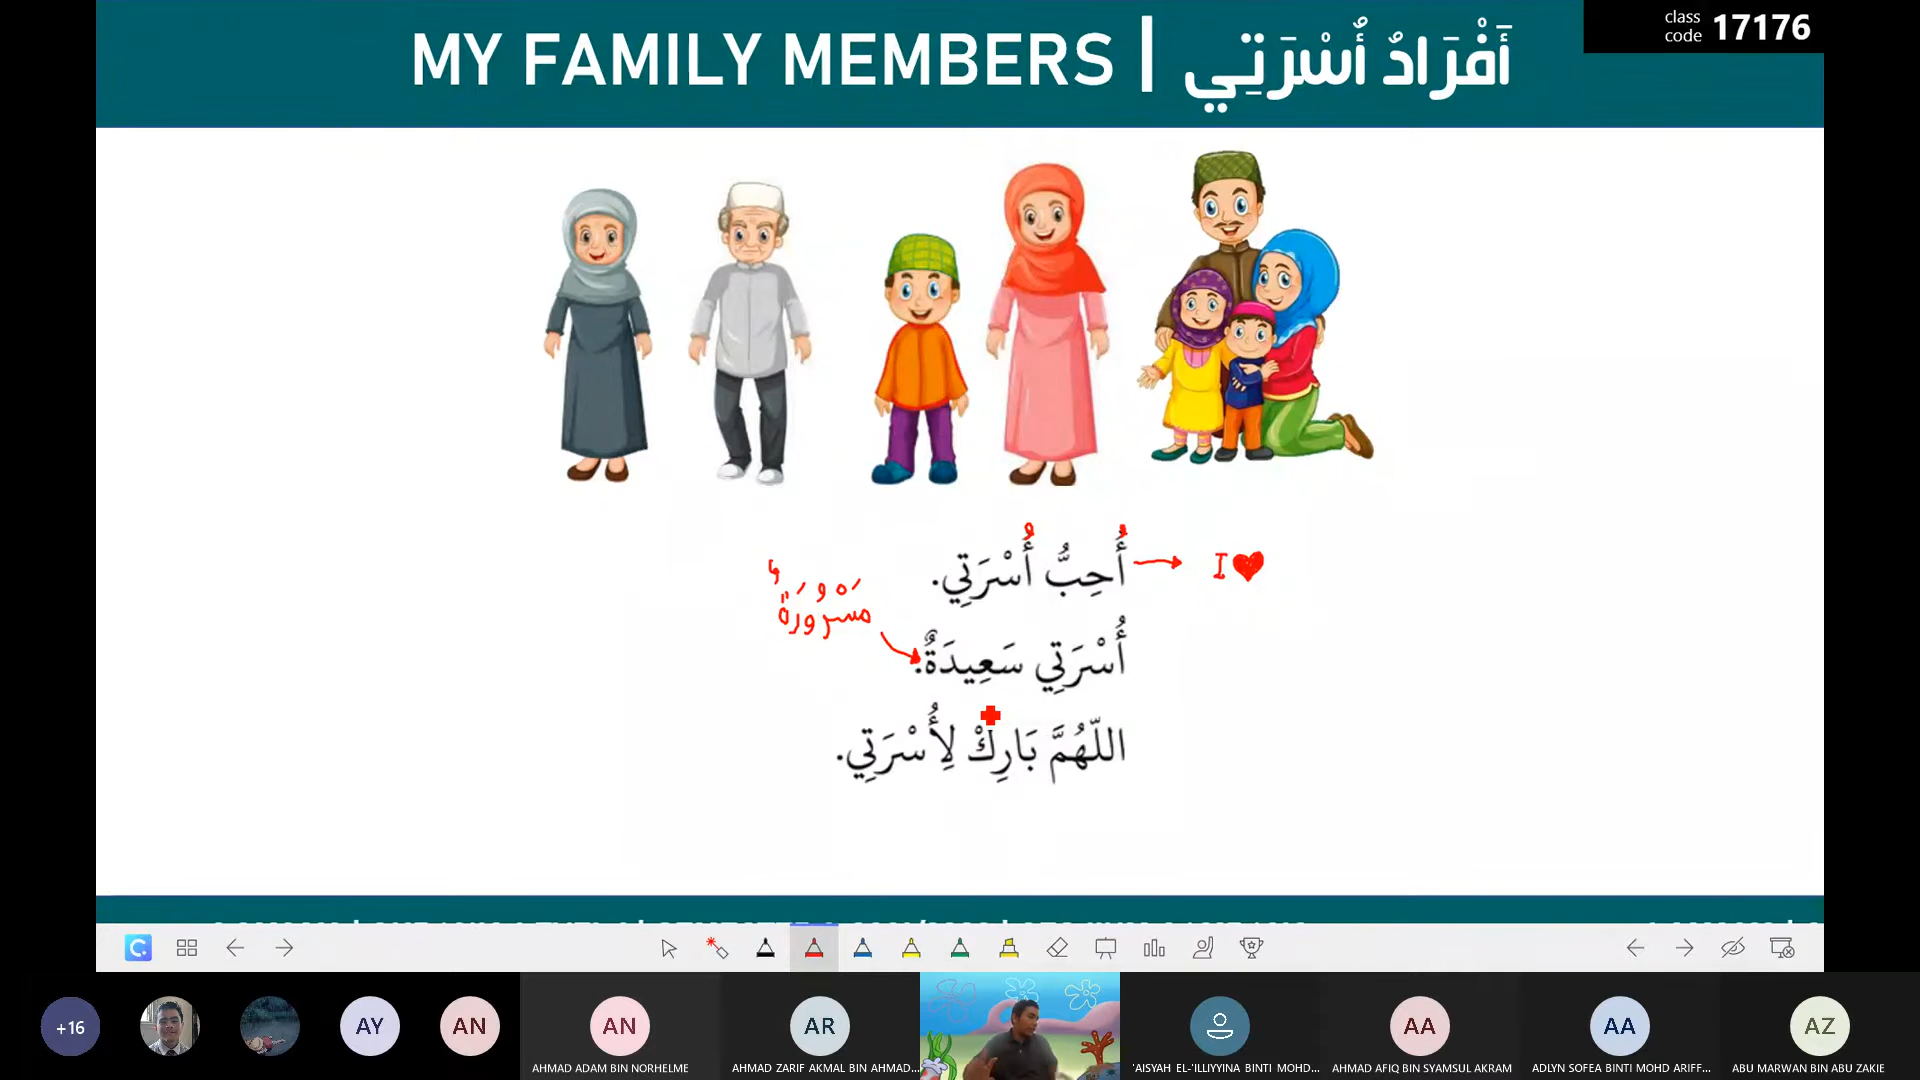 class code 17176
MY FAMILY MEMBERS | أَفْرَادُ أُسْرَتِي
أُحِبُّ أُسْرَتِي.
I
مَسْرُورَةٌ
أُسْرَتِي سَعِيدَةٌ.
اللّهُمَّ بَارِكْ لِأُسْرَتِي.
+16
AY
AN
AN
AHMAD ADAM BIN NORHELME
AR
AHMAD ZARIF AKMAL BIN AHMAD...
'AISYAH EL-'ILLIYYINA BINTI MOHD...
AA
AHMAD AFIQ BIN SYAMSUL AKRAM
AA
ADLYN SOFEA BINTI MOHD ARIFF...
AZ
ABU MARWAN BIN ABU ZAKIE